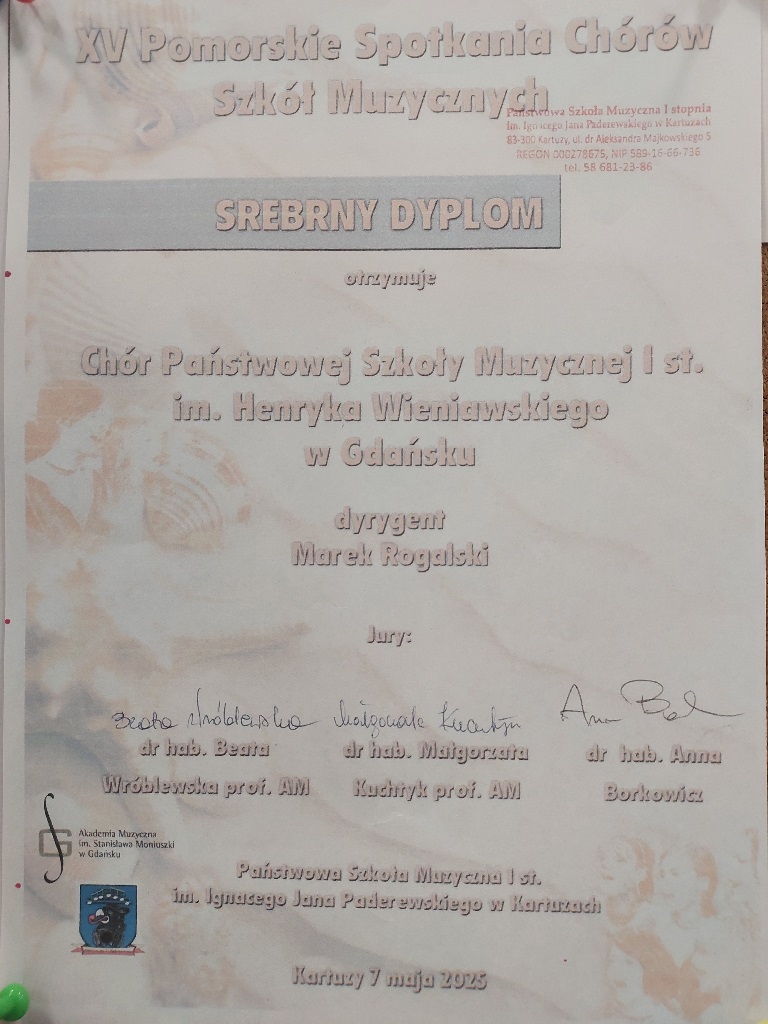 XV Pomorskie Spotkania Chórów
Szkół Muzycznych
Państwowa Szkoła Muzyczna I stopnia
im. Ignacego Jana Paderewskiego w Kartuzach
83-300 Kartuzy, ul. dr Aleksandra Majkowskiego 5
REGON 000278675, NIP 589-16-66-736
tel. 58 681-23-86
SREBRNY DYPLOM
otrzymuje
Chór Państwowej Szkoły Muzycznej I st.
im. Henryka Wieniawskiego
w Gdańsku
dyrygent
Marek Rogalski
Jury:
Beata Wróblewska Małgorzata Kuchtyk Anna
dr hab. Beata dr hab. Małgorzata dr hab. Anna
Wróblewska prof. AM Kuchtyk prof. AM Borkowicz
Akademia Muzyczna
im. Stanisława Moniuszki
w Gdańsku
Państwowa Szkoła Muzyczna I st.
im. Ignacego Jana Paderewskiego w Kartuzach
Kartuzy 7 maja 2025